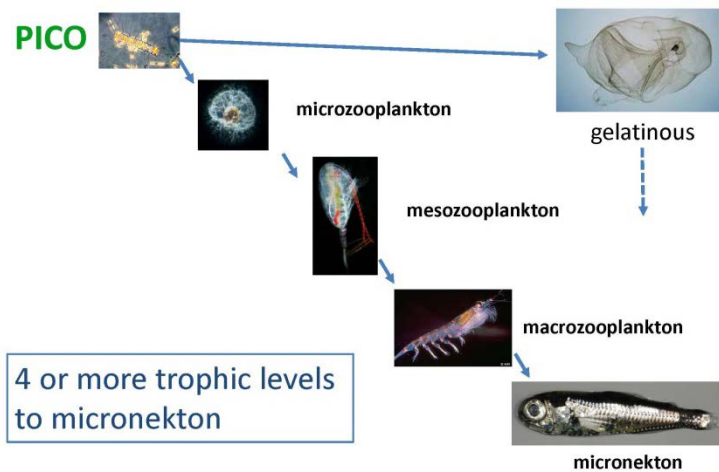 PICO
microzooplankton
gelatinous
mesozooplankton
macrozooplankton
4 or more trophic levels
to micronekton
micronekton